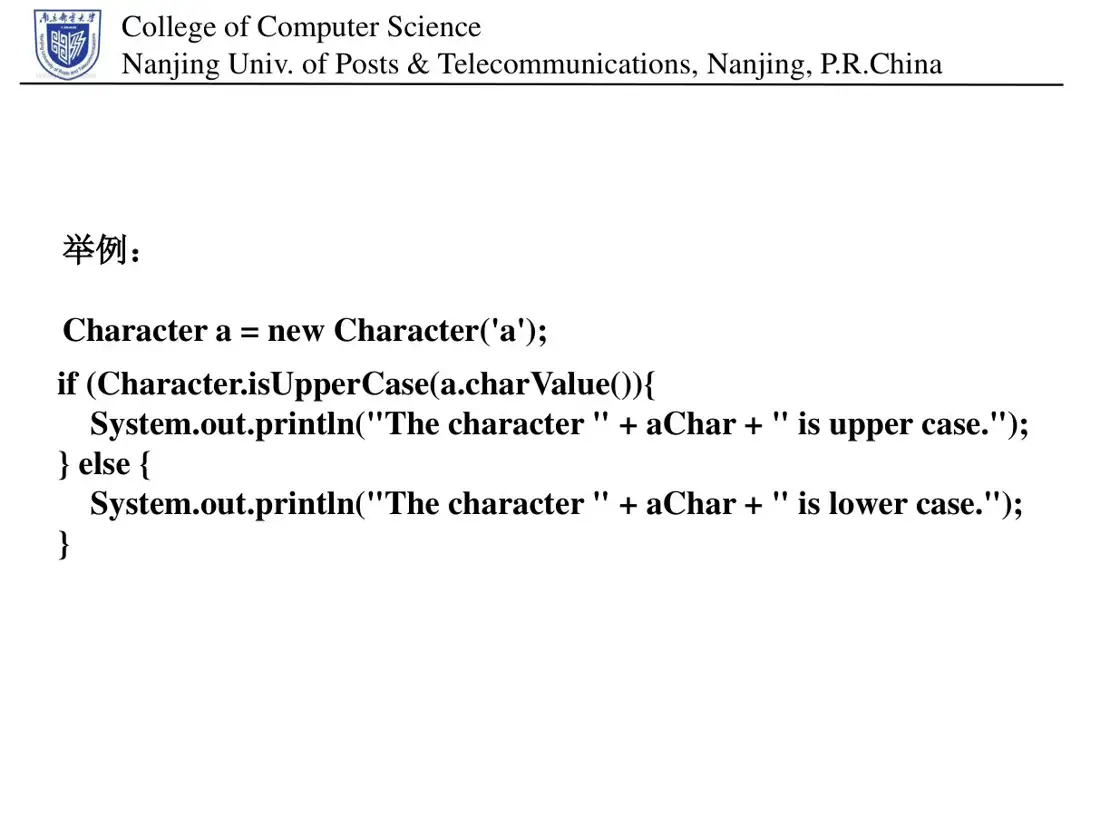 College of Computer Science
Nanjing Univ. of Posts & Telecommunications, Nanjing, P.R.China
举例：
Character a = new Character('a');
if (Character.isUpperCase(a.charValue()){
System.out.println("The character " + aChar + " is upper case.");
} else {
System.out.println("The character " + aChar + " is lower case.");
}